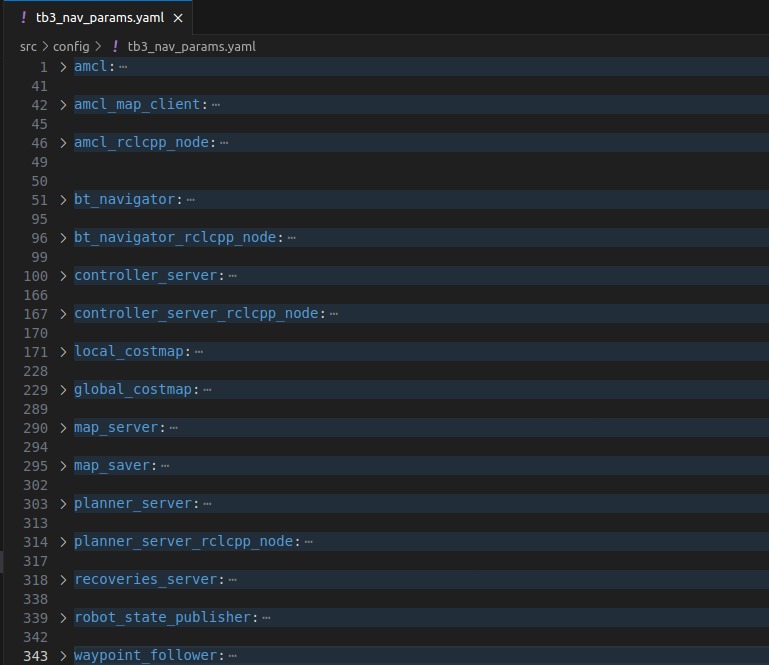 ! tb3_nav_params.yaml ×
src > config > ! tb3_nav_params.yaml
1 > amcl: ⋯
41
42 > amcl_map_client: ⋯
45
46 > amcl_rclcpp_node: ⋯
49
50
51 > bt_navigator: ⋯
95
96 > bt_navigator_rclcpp_node: ⋯
99
100 > controller_server: ⋯
166
167 > controller_server_rclcpp_node: ⋯
170
171 > local_costmap: ⋯
228
229 > global_costmap: ⋯
289
290 > map_server: ⋯
294
295 > map_saver: ⋯
302
303 > planner_server: ⋯
313
314 > planner_server_rclcpp_node: ⋯
317
318 > recoveries_server: ⋯
338
339 > robot_state_publisher: ⋯
342
343 > waypoint_follower: ⋯